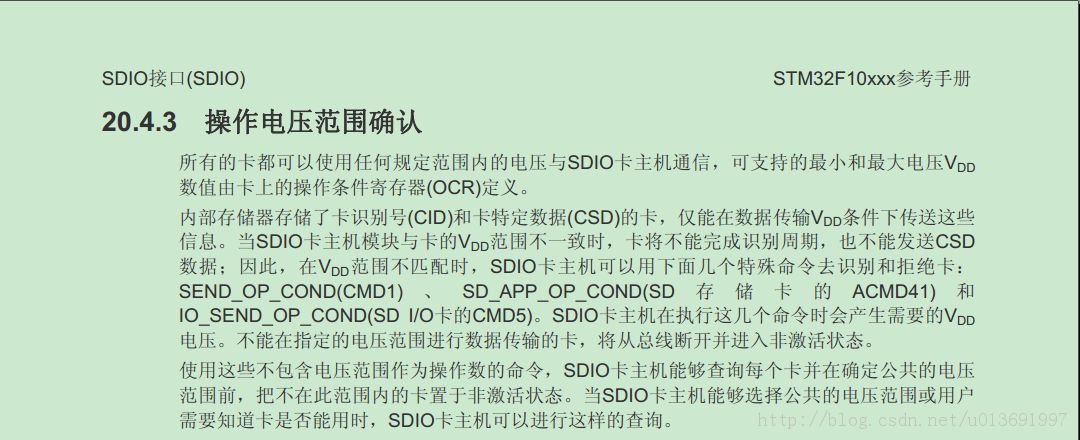 SDIO接口(SDIO)
STM32F10xxx参考手册
20.4.3 操作电压范围确认
所有的卡都可以使用任何规定范围内的电压与SDIO卡主机通信，可支持的最小和最大电压VDD
数值由卡上的操作条件寄存器(OCR)定义。
内部存储器存储了卡识别号(CID)和卡特定数据(CSD)的卡，仅能在数据传输VDD条件下传送这些
信息。当SDIO卡主机模块与卡的VDD范围不一致时，卡将不能完成识别周期，也不能发送CSD
数据；因此，在VDD范围不匹配时，SDIO卡主机可以用下面几个特殊命令去识别和拒绝卡：
SEND_OP_COND(CMD1) 、 SD_APP_OP_COND(SD 存 储 卡 的 ACMD41) 和
IO_SEND_OP_COND(SD I/O卡的CMD5)。SDIO卡主机在执行这几个命令时会产生需要的VDD
电压。不能在指定的电压范围进行数据传输的卡，将从总线断开并进入非激活状态。
使用这些不包含电压范围作为操作数的命令，SDIO卡主机能够查询每个卡并在确定公共的电压
范围前，把不在此范围内的卡置于非激活状态。当SDIO卡主机能够选择公共的电压范围或用户
需要知道卡是否能用时，SDIO卡主机可以进行这样的查询。
http://blog.csdn.net/u013691997